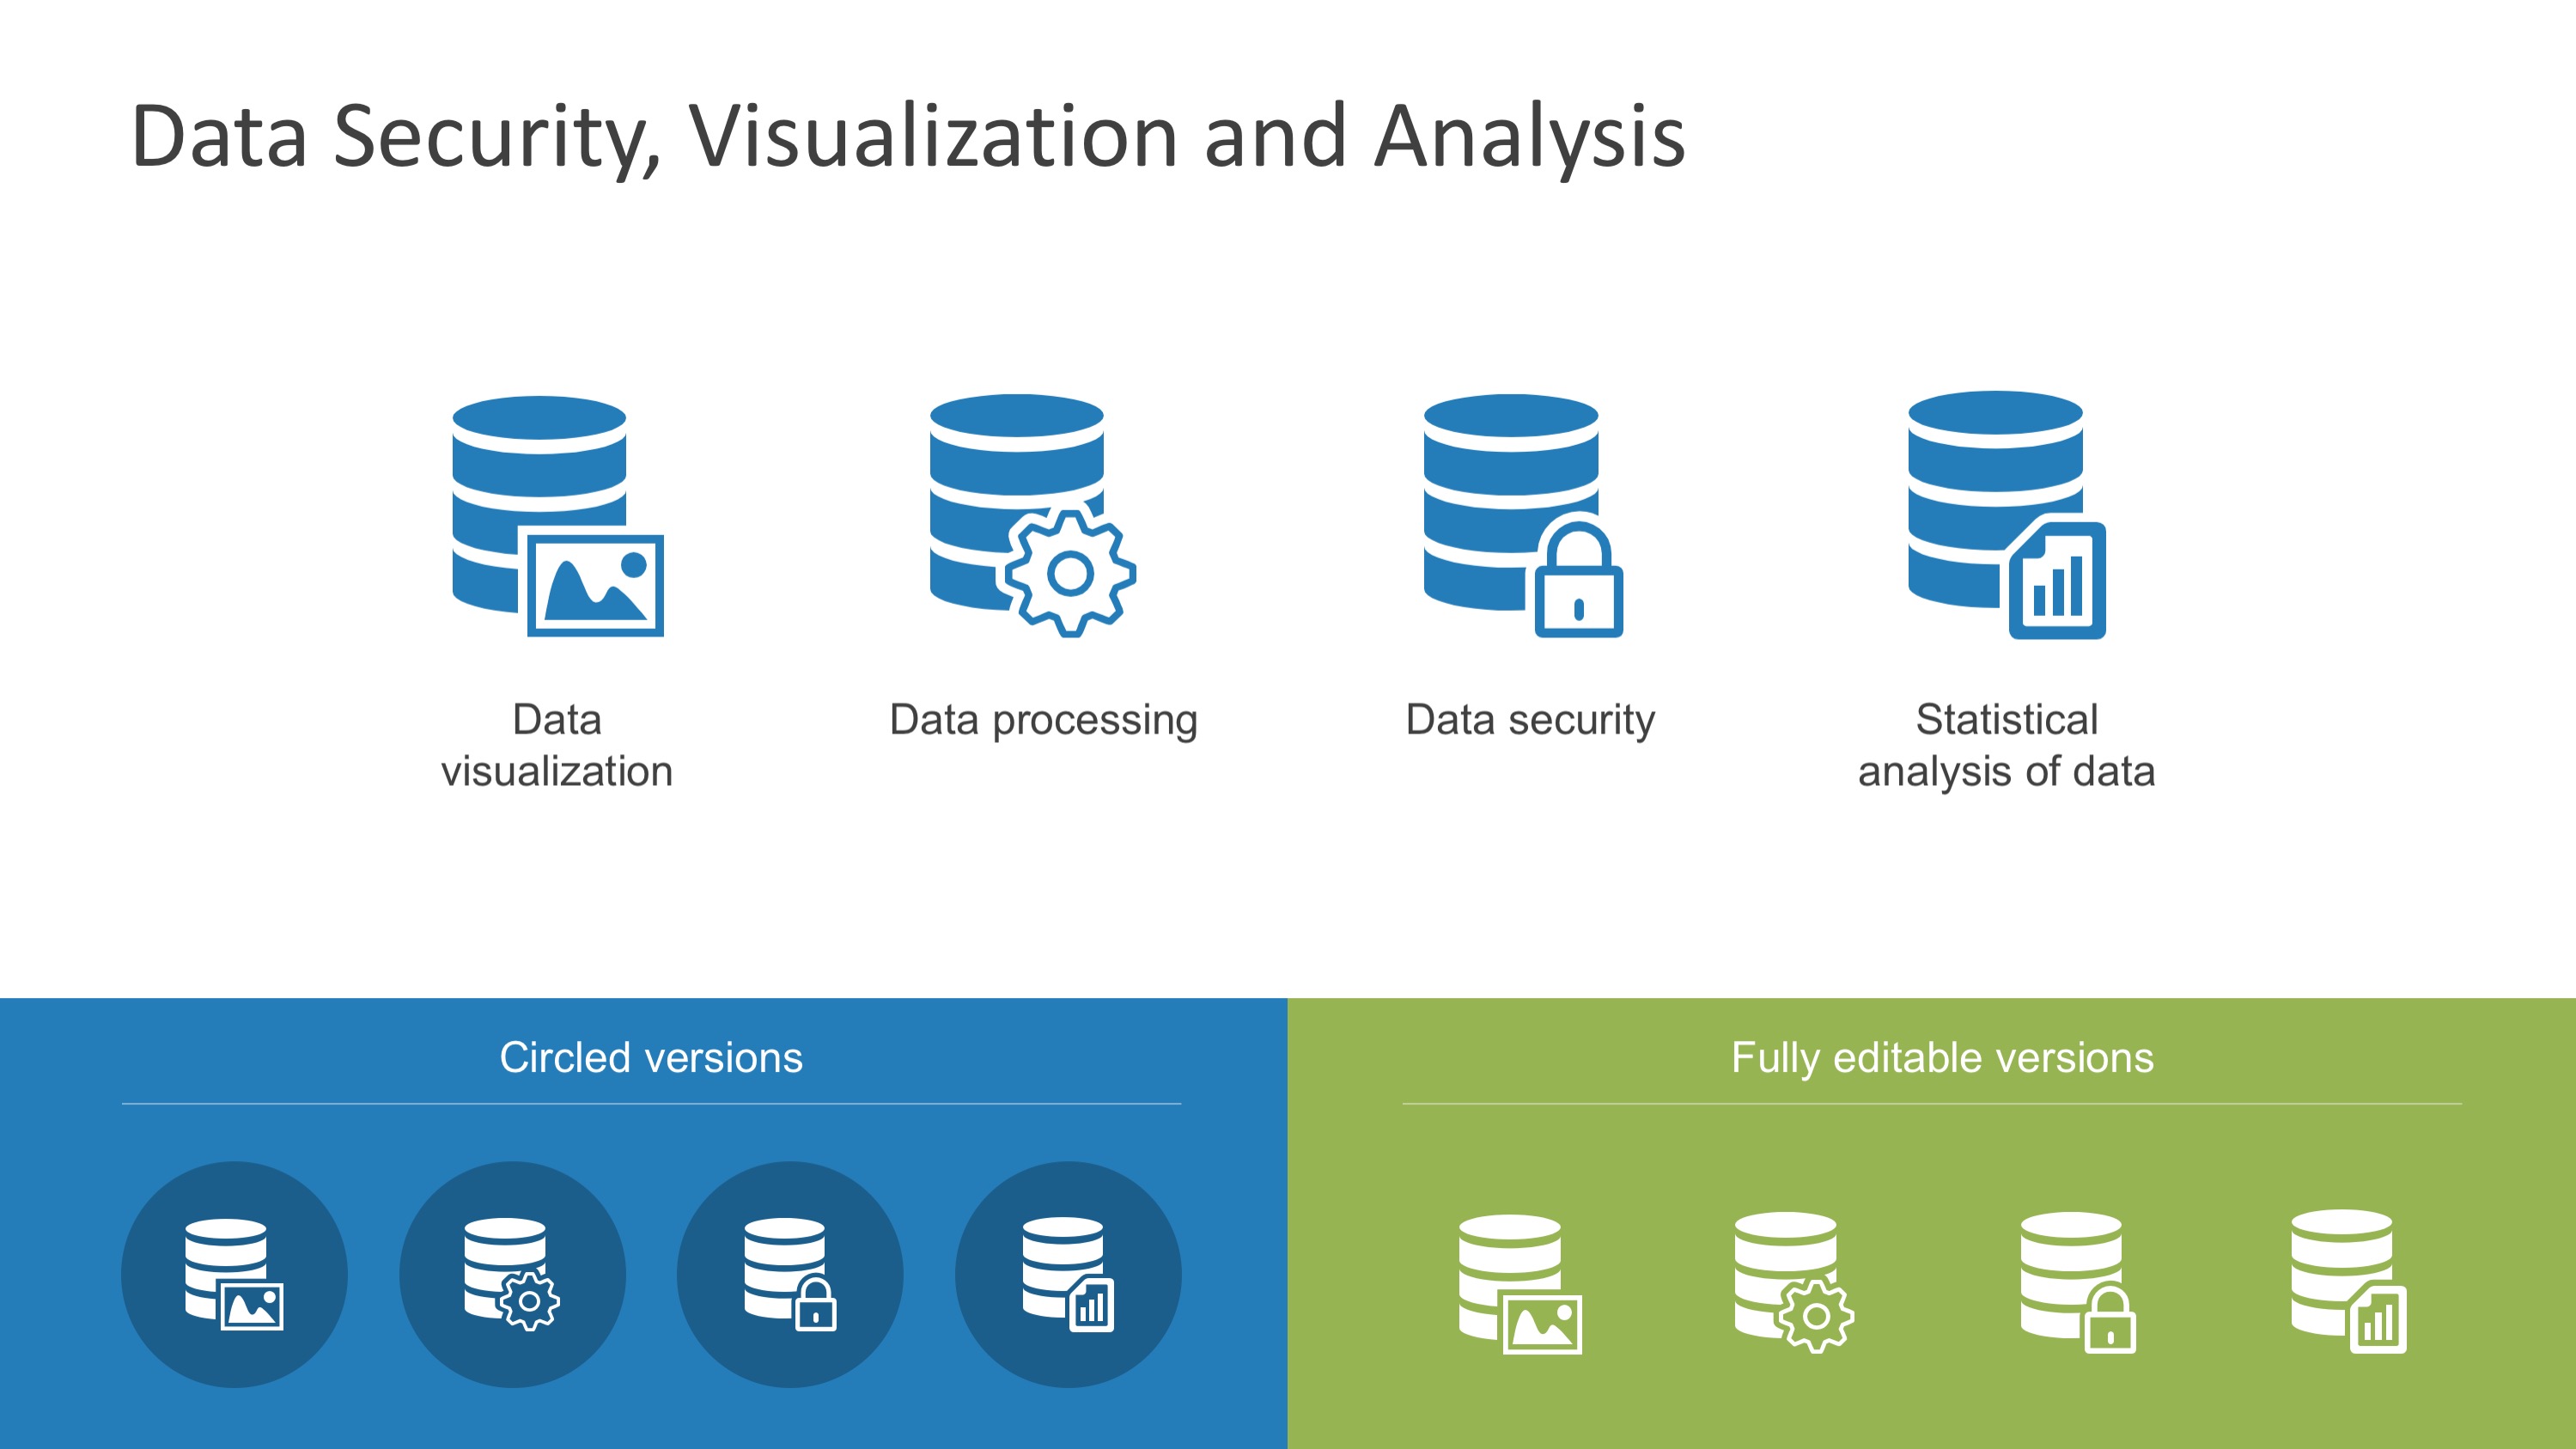 Data Security, Visualization and Analysis
Data
visualization
Data processing
Data security
Statistical
analysis of data
Circled versions
Fully editable versions